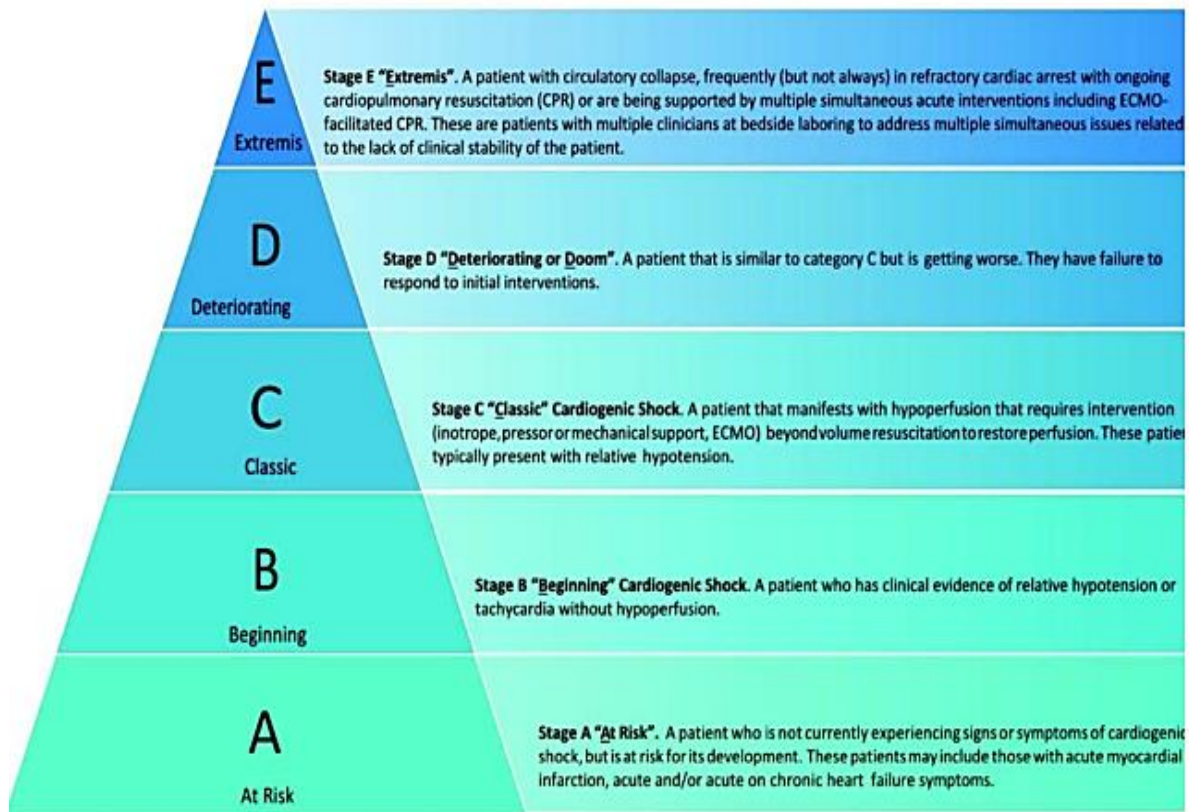 E
Extremis
Stage E "Extremis". A patient with circulatory collapse, frequently (but not always) in refractory cardiac arrest with ongoing
cardiopulmonary resuscitation (CPR) or are being supported by multiple simultaneous acute interventions including ECMO-
facilitated CPR. These are patients with multiple clinicians at bedside laboring to address multiple simultaneous issues related
to the lack of clinical stability of the patient.
D
Deteriorating
Stage D "Deteriorating or Doom". A patient that is similar to category C but is getting worse. They have failure to
respond to initial interventions.
C
Classic
Stage C "Classic" Cardiogenic Shock. A patient that manifests with hypoperfusion that requires intervention
(inotrope, pressor or mechanical support, ECMO) beyond volume resuscitation to restore perfusion. These patie
typically present with relative hypotension.
B
Beginning
Stage B "Beginning" Cardiogenic Shock. A patient who has clinical evidence of relative hypotension or
tachycardia without hypoperfusion.
A
At Risk
Stage A "At Risk". A patient who is not currently experiencing signs or symptoms of cardiogenic
shock, but is at risk for its development. These patients may include those with acute myocardial
infarction, acute and/or acute on chronic heart failure symptoms.